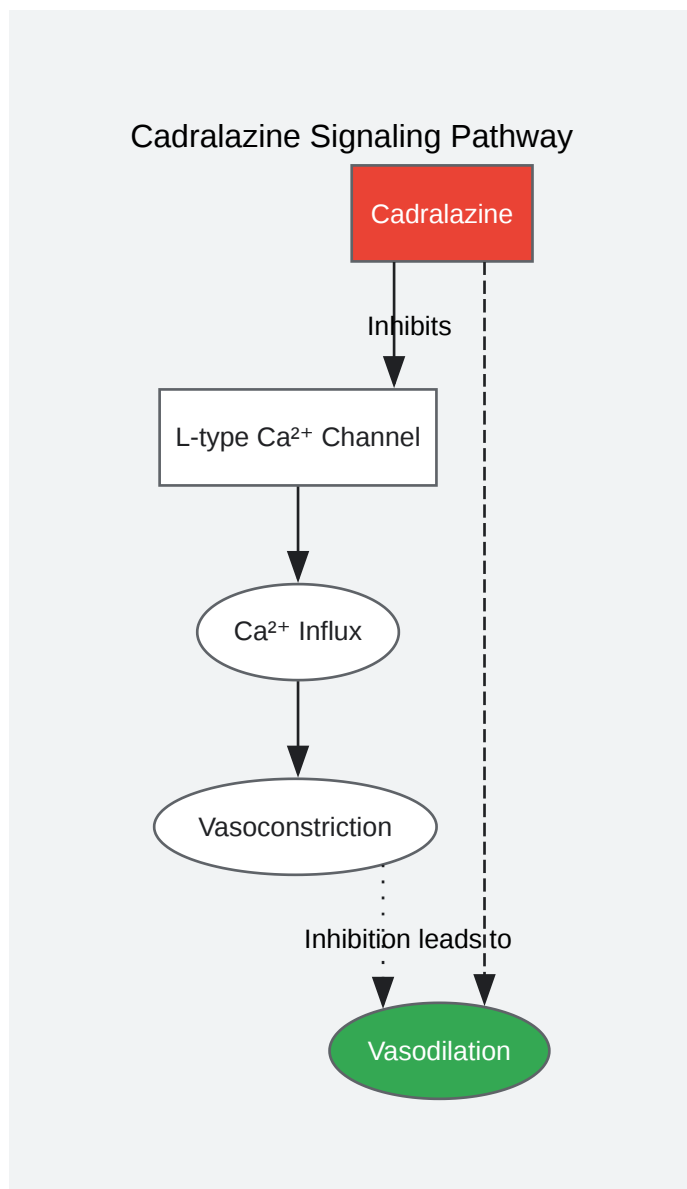 Cadralazine Signaling Pathway
Cadralazine
Inhibits
L-type Ca²⁺ Channel
Ca²⁺ Influx
Vasoconstriction
Inhibition leads to
Vasodilation